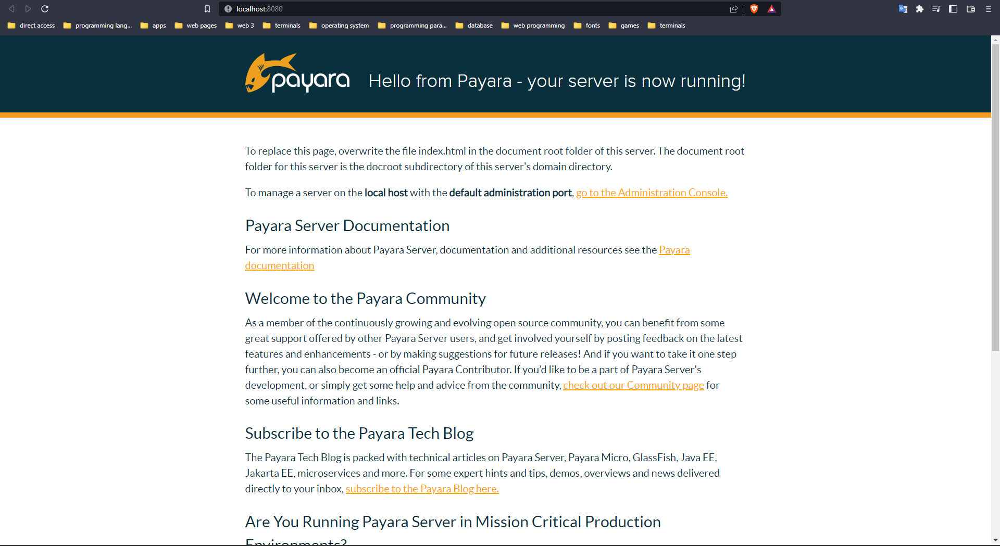 localhost:8080
direct access programming lang... apps web pages web 3 terminals operating system programming para... database web programming fonts games terminals
payara Hello from Payara - your server is now running!
To replace this page, overwrite the file index.html in the document root folder of this server. The document root
folder for this server is the docroot subdirectory of this server's domain directory.
To manage a server on the local host with the default administration port, go to the Administration Console.
Payara Server Documentation
For more information about Payara Server, documentation and additional resources see the Payara
documentation
Welcome to the Payara Community
As a member of the continuously growing and evolving open source community, you can benefit from some
great support offered by other Payara Server users, and get involved yourself by posting feedback on the latest
features and enhancements - or by making suggestions for future releases! And if you want to take it one step
further, you can also become an official Payara Contributor. If you’d like to be a part of Payara Server's
development, or simply get some help and advice from the community, check out our Community page for
some useful information and links.
Subscribe to the Payara Tech Blog
The Payara Tech Blog is packed with technical articles on Payara Server, Payara Micro, GlassFish, Java EE,
Jakarta EE, microservices and more. For some expert hints and tips, demos, overviews and news delivered
directly to your inbox, subscribe to the Payara Blog here.
Are You Running Payara Server in Mission Critical Production
Environments?